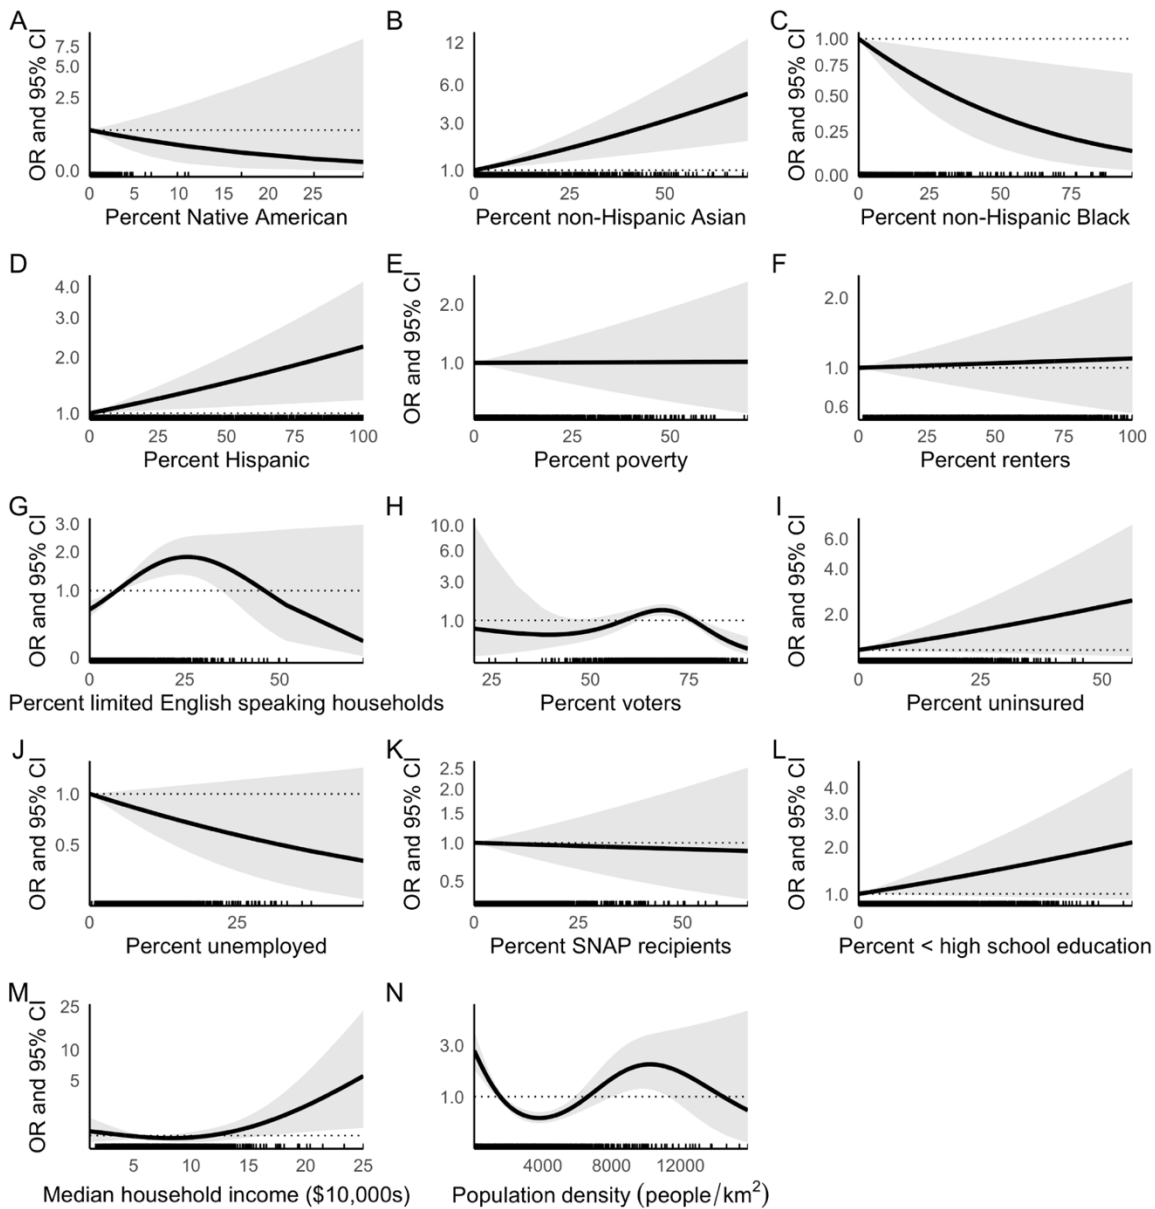 A
B
C
OR and 95% CI
7.5
5.0
2.5
0.0
12
6.0
3.0
1.0
1.00
0.75
0.50
0.25
0.00
0 5 10 15 20 25
0 25 50
0 25 50 75
Percent Native American
Percent non-Hispanic Asian
Percent non-Hispanic Black
D
E
F
4.0
3.0
2.0
1.0
OR and 95% CI
2.0
1.0
2.0
1.0
0.6
0 25 50 75 100
0 25 50
0 25 50 75 100
Percent Hispanic
Percent poverty
Percent renters
G
H
I
OR and 95% CI
3.0
2.0
1.0
0
10.0
6.0
3.0
1.0
6.0
4.0
2.0
0 25 50
25 50 75
0 50
Percent limited English speaking households
Percent voters
Percent uninsured
J
K
L
OR and 95% CI
1.0
0.5
OR and 95% CI
2.5
2.0
1.5
1.0
0.5
OR and 95% CI
4.0
3.0
2.0
1.0
0 25
0 25 50
0
Percent unemployed
Percent SNAP recipients
Percent < high school education
M
N
OR and 95% CI
25
10
5
3.0
1.0
5 10 15 20 25
4000 8000 12000
Median household income ($10,000s)
Population density (people/km²)